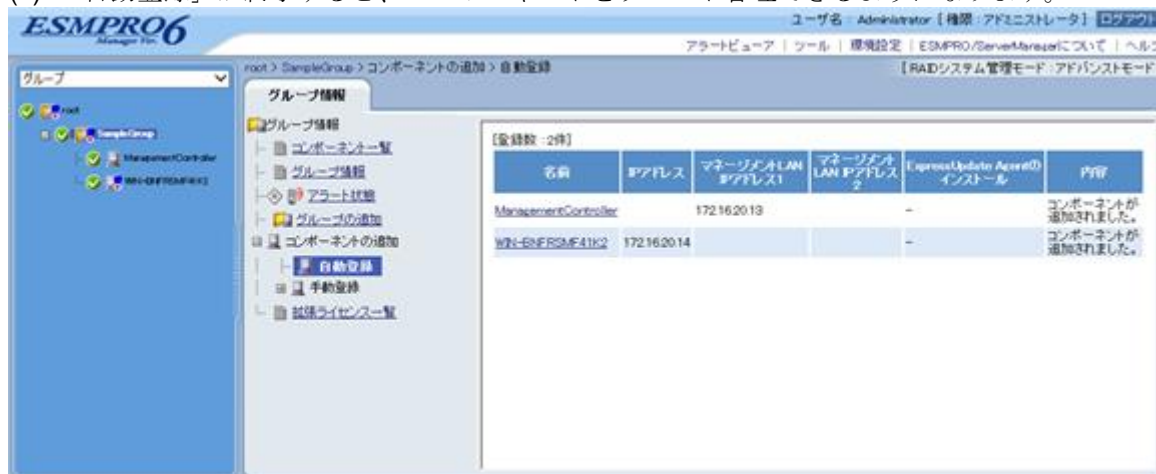 ESMPRO6
Manager Ver.
ユーザ名 : Administrator [ 権限 : アドミニストレータ ] ログアウト
アラートビューア | ツール | 環境設定 | ESMPRO/ServerManagerについて | ヘル
グループ
root
SampleGroup
ManagementController
root > SampleGroup > コンポーネントの追加 > 自動登録
[ RAIDシステム管理モード : アドバンストモード
グループ情報
グループ情報
コンポーネント一覧
グループ情報
アラート状態
グループの追加
コンポーネントの追加
自動登録
手動登録
拡張ライセンス一覧
[登録数 : 2件]
名前 IPアドレス マネージメントLAN IPアドレス1 マネージメントLAN IPアドレス2 ExpressUpdate Agentのインストール 内容
ManagementController 172.16.20.13 - コンポーネントが追加されました。
WIN-ENFRSMF41K2 172.16.20.14 - コンポーネントが追加されました。